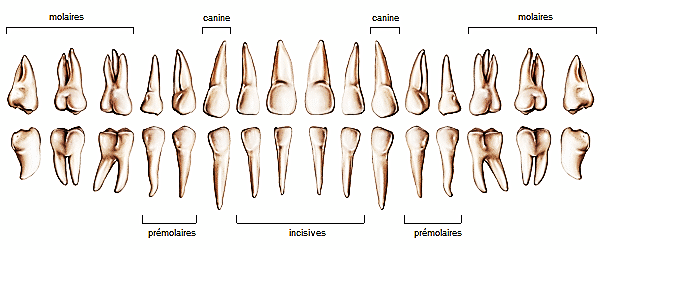 molaires
canine
canine
molaires
prémolaires
incisives
prémolaires